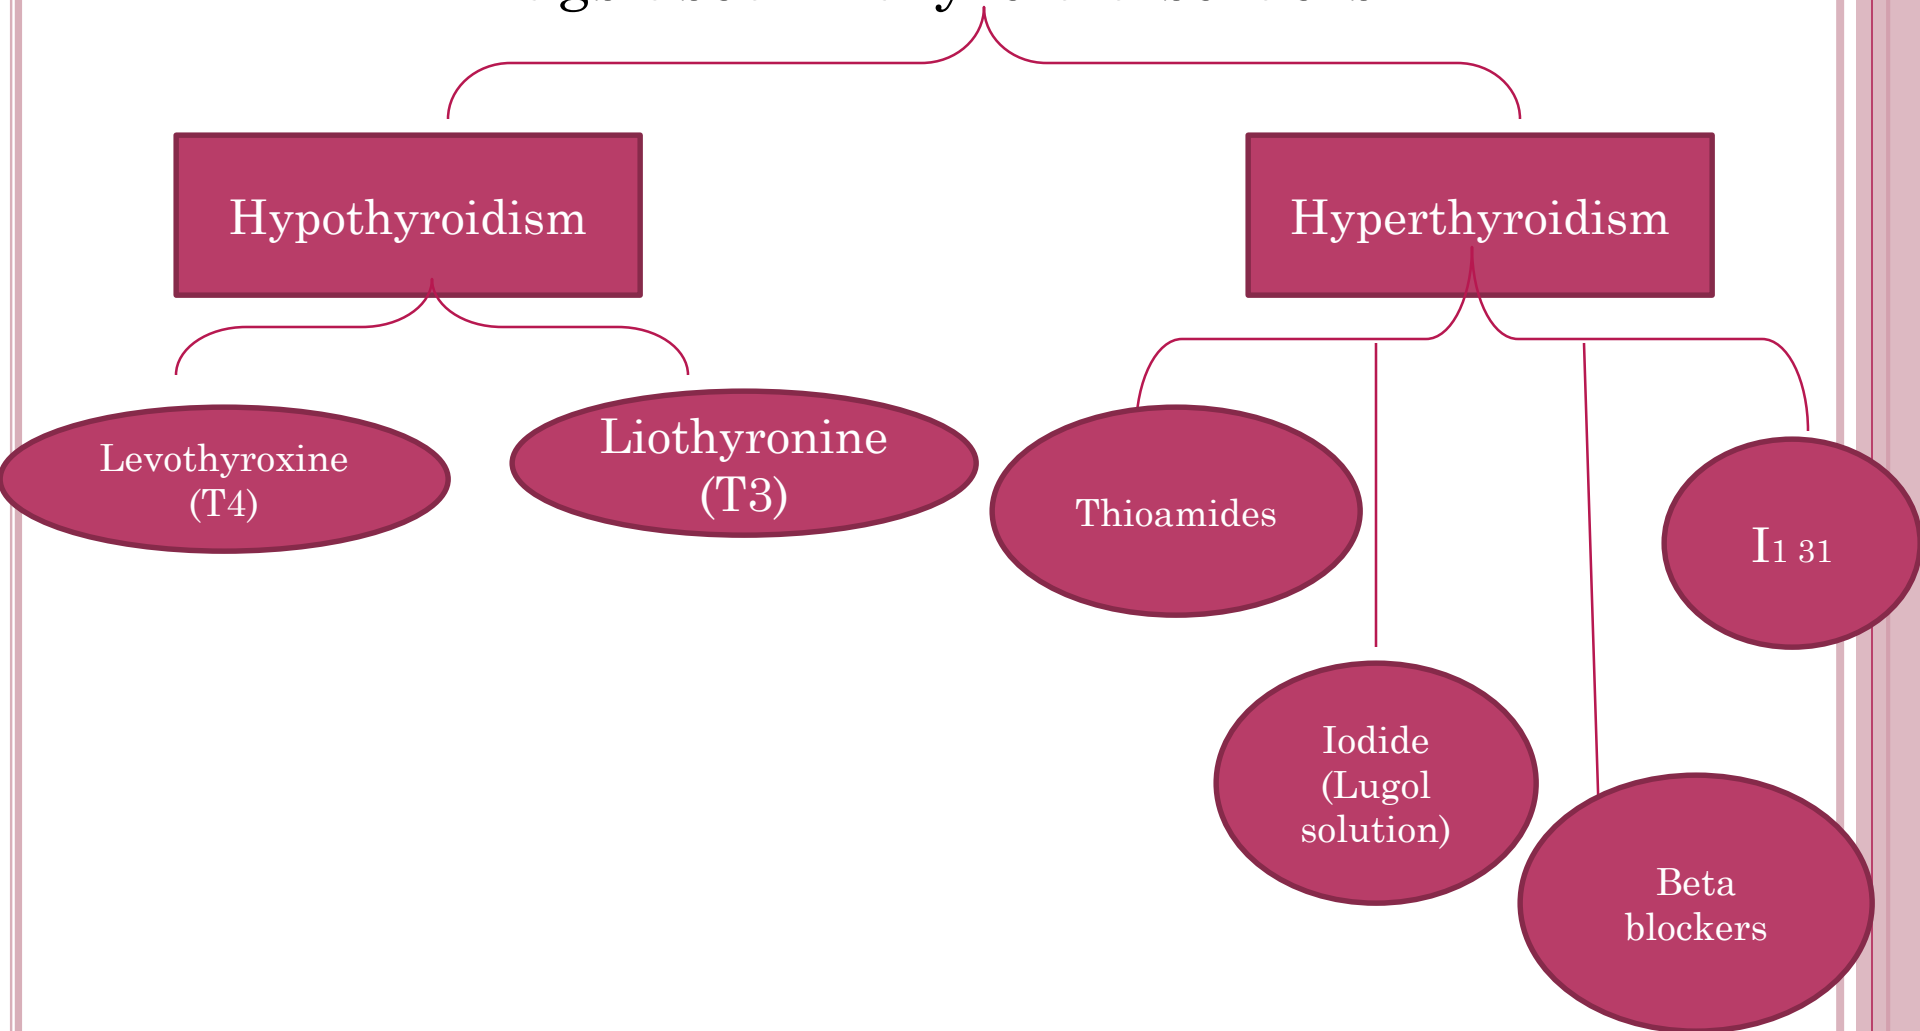 Hypothyroidism
Hyperthyroidism
Levothyroxine
(T4)
Liothyronine
(T3)
Thioamides
I1 31
Iodide
(Lugol
solution)
Beta
blockers